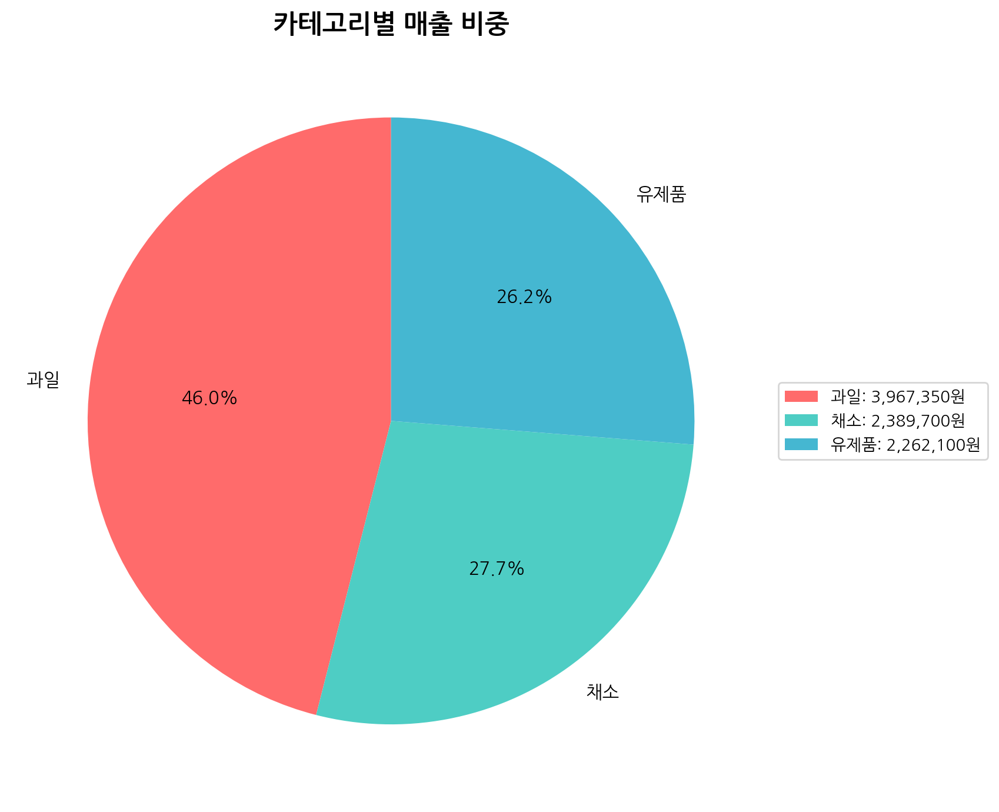 카테고리별 매출 비중
유제품
26.2%
과일
46.0%
과일: 3,967,350원
채소: 2,389,700원
유제품: 2,262,100원
27.7%
채소